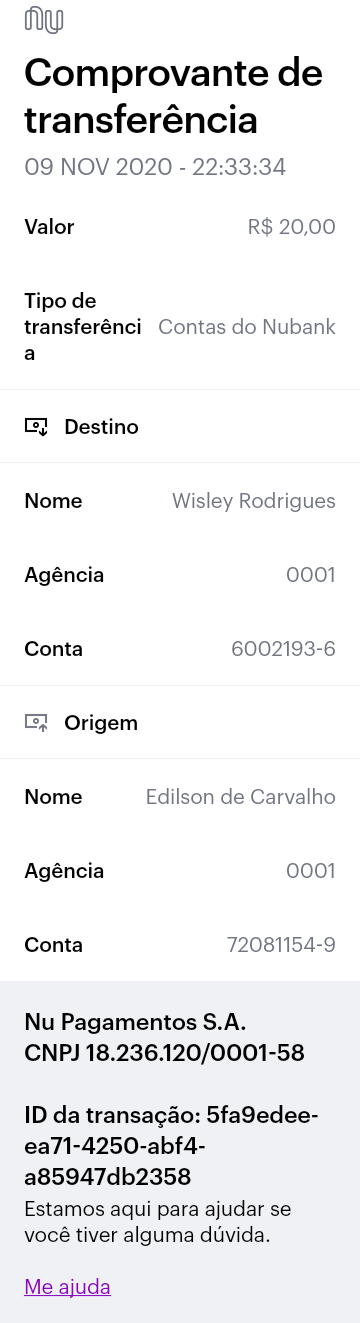 nu
Comprovante de
transferência
09 NOV 2020 - 22:33:34
Valor R$ 20,00
Tipo de
transferênci Contas do Nubank
a
Destino
Nome Wisley Rodrigues
Agência 0001
Conta 6002193-6
Origem
Nome Edilson de Carvalho
Agência 0001
Conta 72081154-9
Nu Pagamentos S.A.
CNPJ 18.236.120/0001-58
ID da transação: 5fa9edee-
ea71-4250-abf4-
a85947db2358
Estamos aqui para ajudar se
você tiver alguma dúvida.
Me ajuda